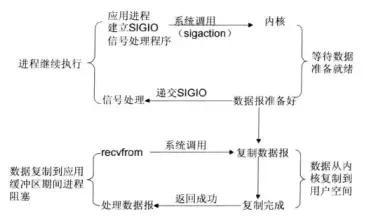 应用进程
建立SIGIO
信号处理程序
系统调用
(sigaction)
内核
进程继续执行
等待数据
准备就绪
信号处理
递交SIGIO
数据报准备好
recvfrom
系统调用
复制数据报
数据复制到应用
缓冲区期间进程
阻塞
数据从内
核复制到
用户空间
处理数据报
返回成功
复制完成